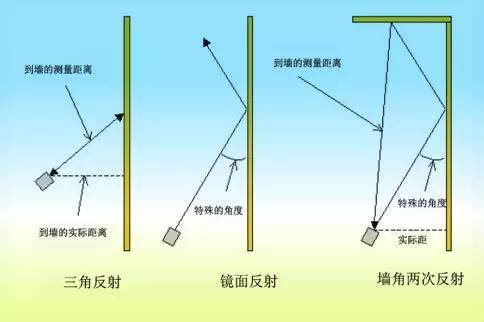 到墙的测量距离
到墙的实际距离
三角反射
特殊的角度
镜面反射
到墙的测量距离
特殊的角度
实际距
墙角两次反射